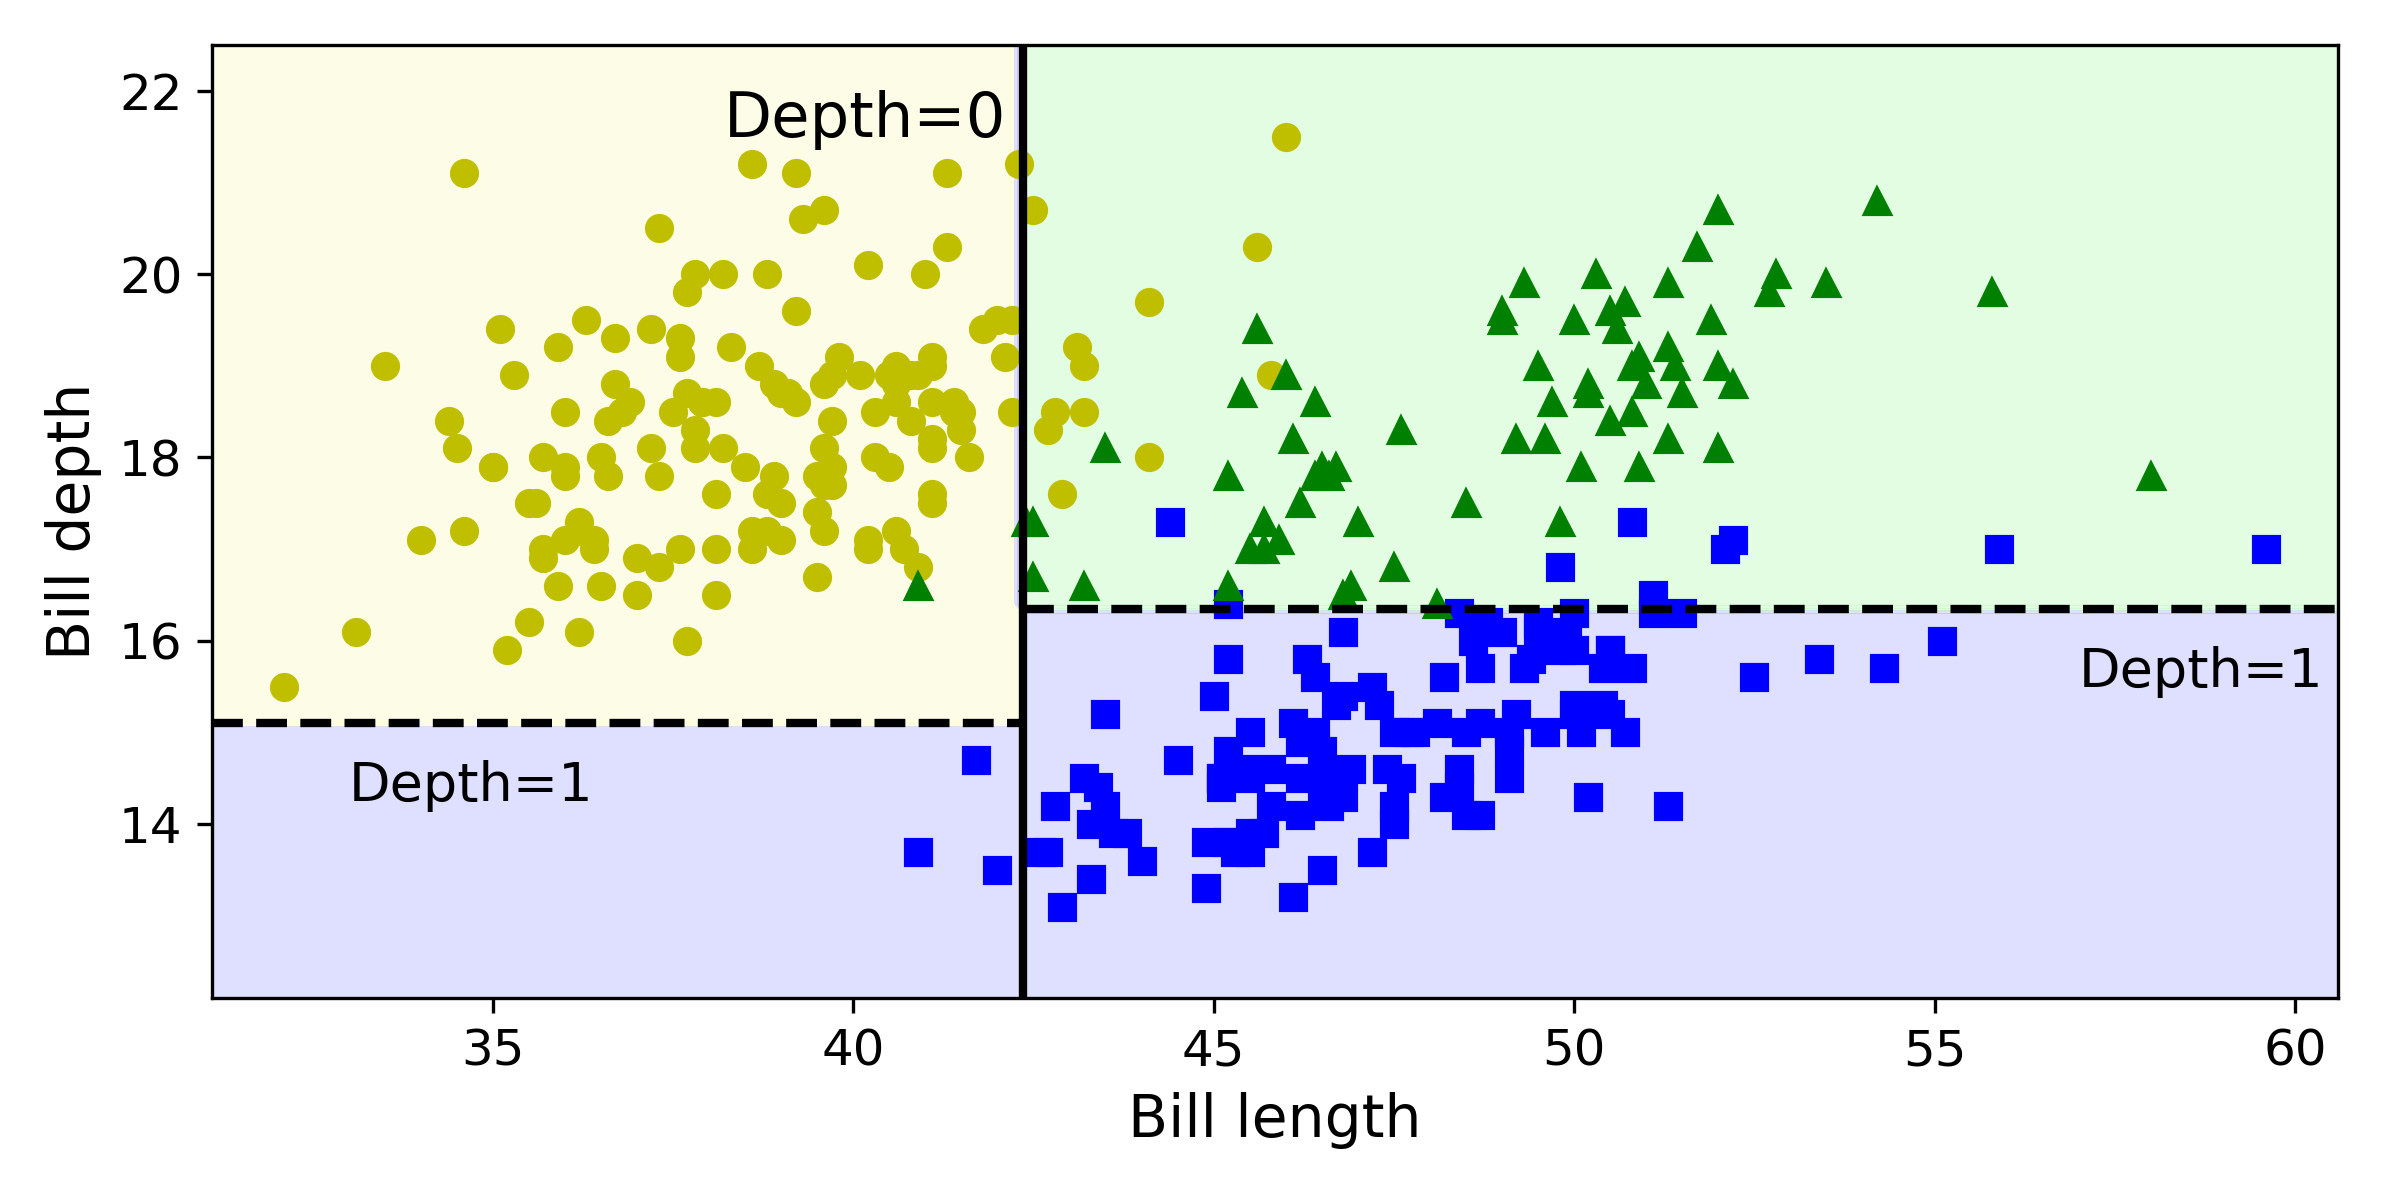 Depth=0
22
20
18
16
14
Bill depth
Depth=1
Depth=1
35 40 45 50 55 60
Bill length